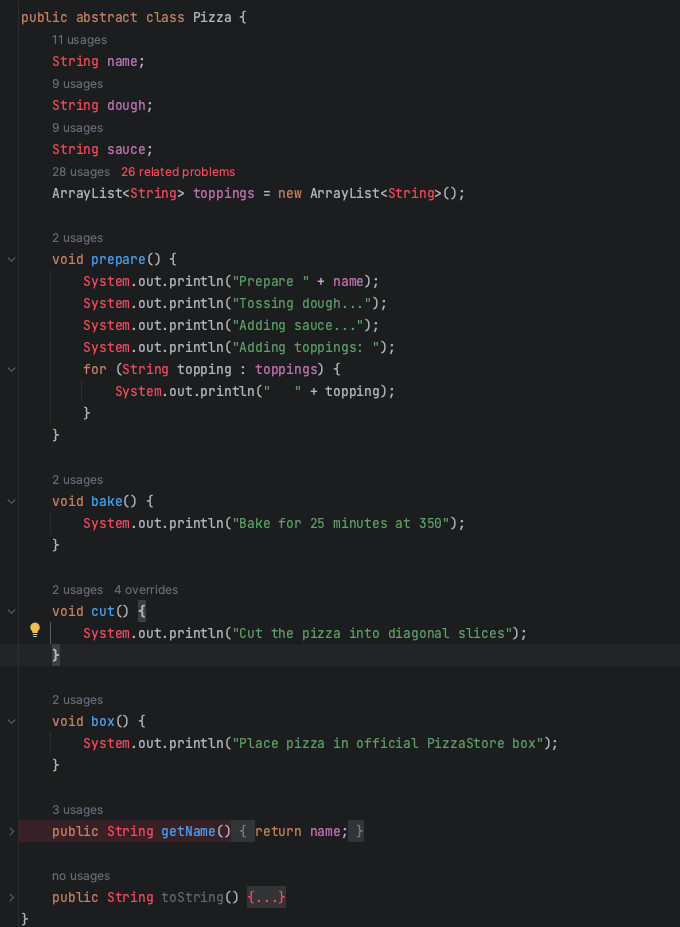 public abstract class Pizza {
11 usages
String name;
9 usages
String dough;
9 usages
String sauce;
28 usages   26 related problems
ArrayList<String> toppings = new ArrayList<String>();
2 usages
void prepare() {
System.out.println("Prepare " + name);
System.out.println("Tossing dough...");
System.out.println("Adding sauce...");
System.out.println("Adding toppings: ");
for (String topping : toppings) {
System.out.println("   " + topping);
}
}
2 usages
void bake() {
System.out.println("Bake for 25 minutes at 350");
}
2 usages   4 overrides
void cut() {
System.out.println("Cut the pizza into diagonal slices");
}
2 usages
void box() {
System.out.println("Place pizza in official PizzaStore box");
}
3 usages
public String getName() { return name; }
no usages
public String toString() {...}
}